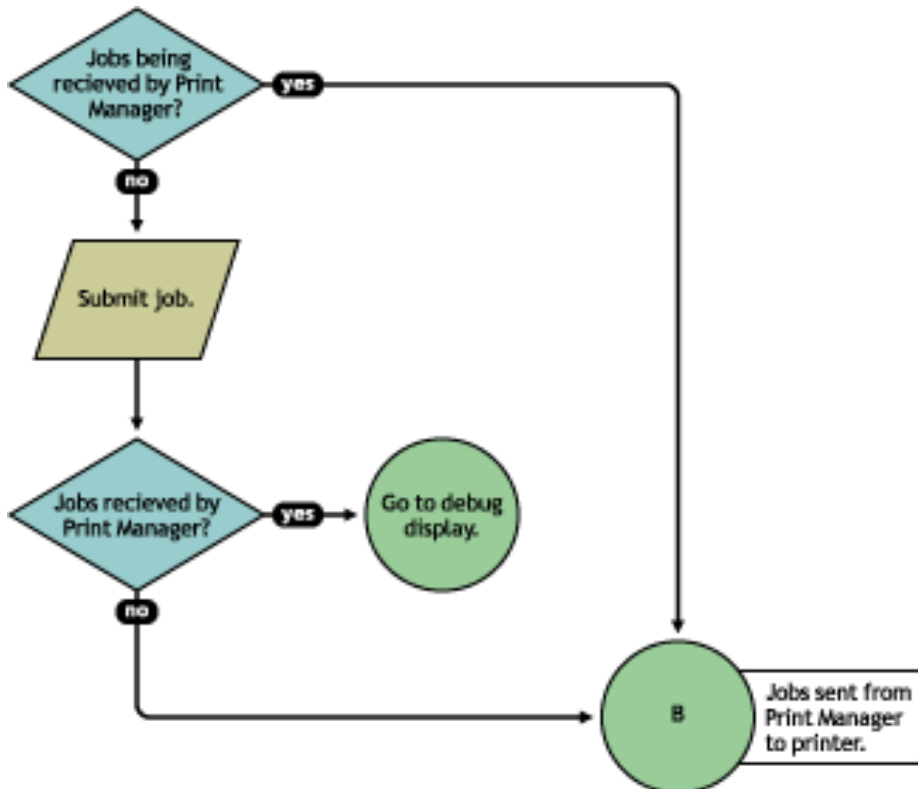 Jobs being
recieved by Print
Manager?
yes
no
Submit job.
Jobs recieved by
Print Manager?
yes
Go to debug
display.
no
B
Jobs sent from
Print Manager
to printer.